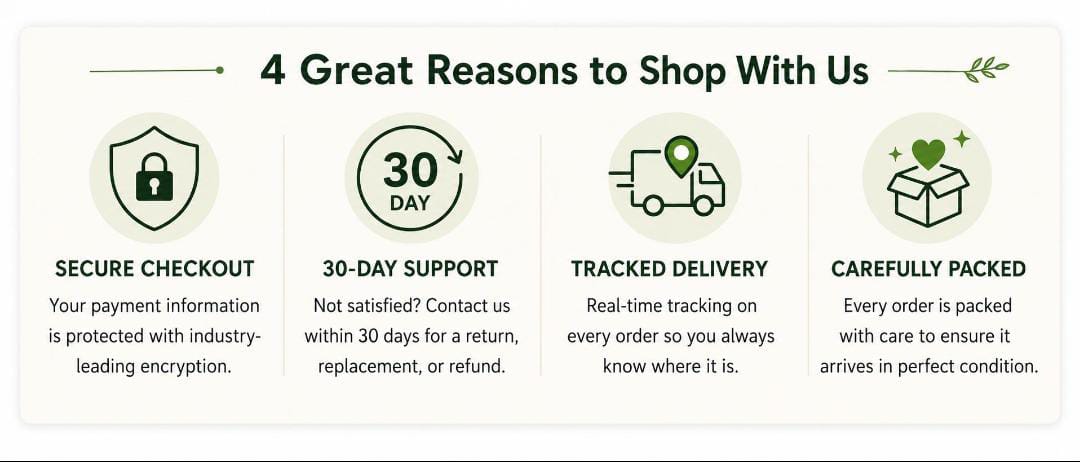 4 Great Reasons to Shop With Us
30
DAY
SECURE CHECKOUT
Your payment information
is protected with industry-
leading encryption.
30-DAY SUPPORT
Not satisfied? Contact us
within 30 days for a return,
replacement, or refund.
TRACKED DELIVERY
Real-time tracking on
every order so you always
know where it is.
CAREFULLY PACKED
Every order is packed
with care to ensure it
arrives in perfect condition.